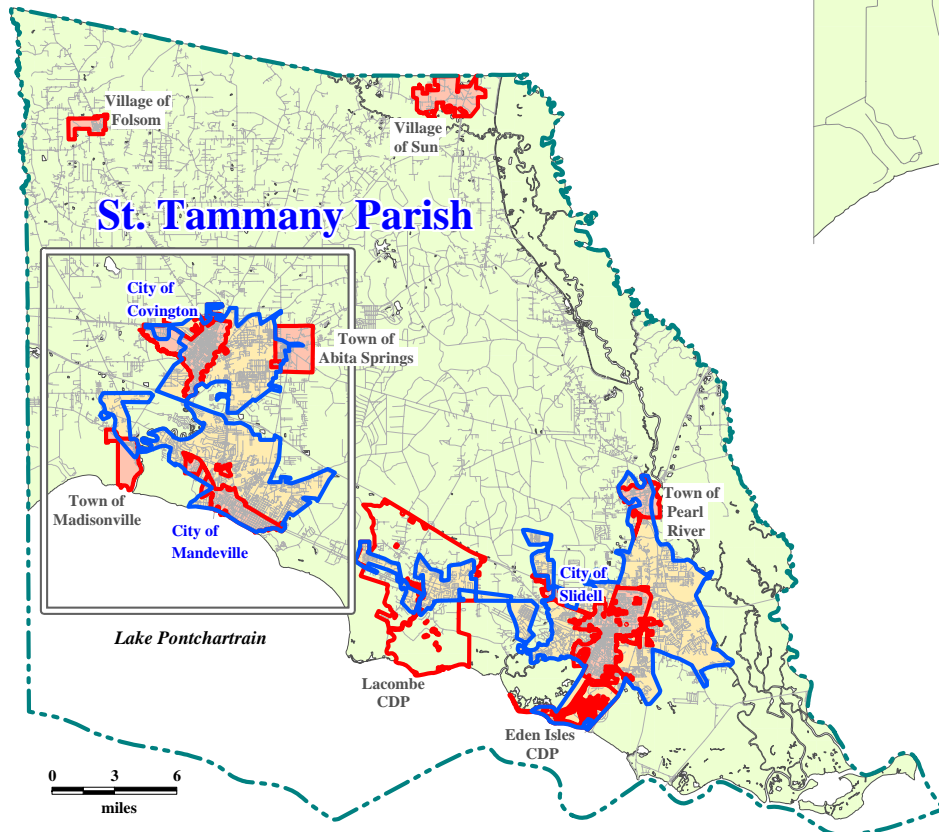 Village of
Folsom
Village
of Sun
St. Tammany Parish
City of
Covington
Town of
Abita Springs
Town of
Madisonville
City of
Mandeville
Town of
Pearl
River
City of
Slidell
Lake Pontchartrain
Lacombe
CDP
Eden Isles
CDP
0 3 6
miles